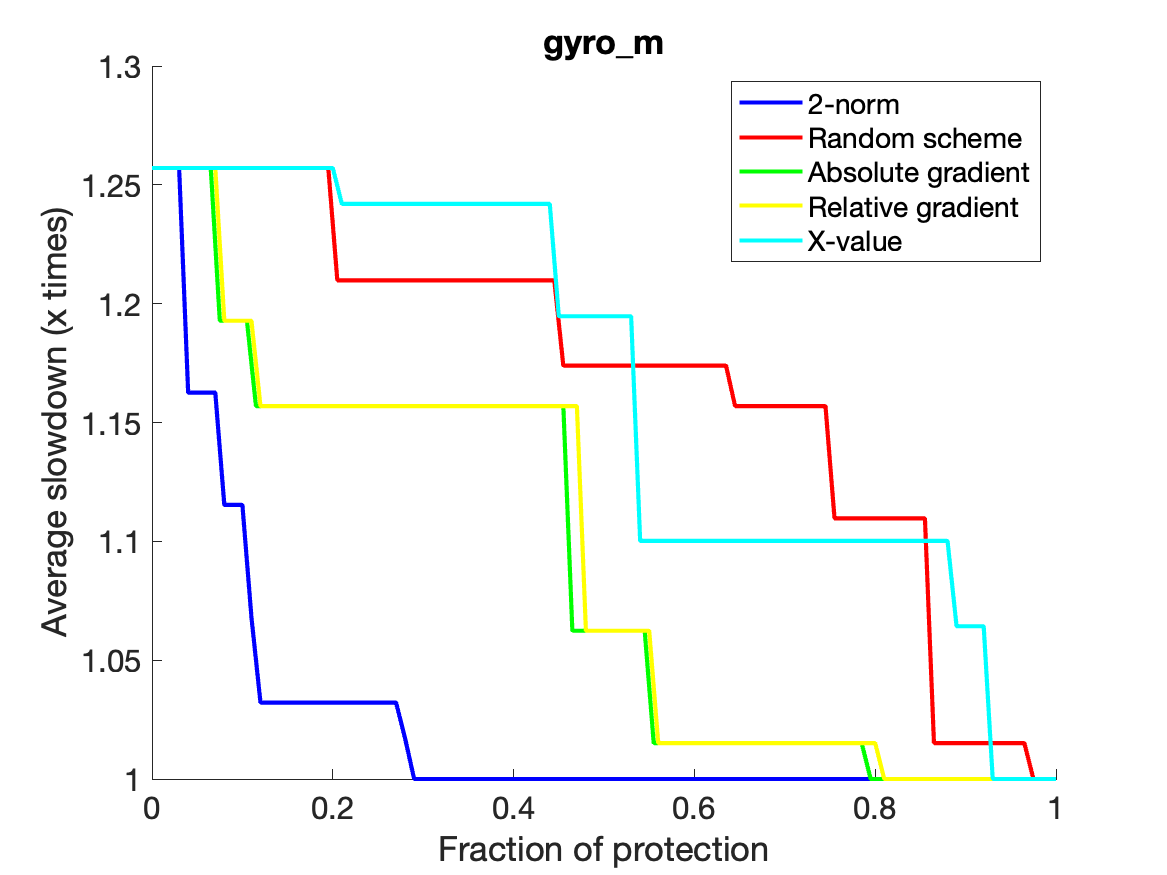 gyro_m
1.3
1.25
1.2
1.15
1.1
1.05
1
Average slowdown (x times)
2-norm
Random scheme
Absolute gradient
Relative gradient
X-value
0 0.2 0.4 0.6 0.8 1
Fraction of protection